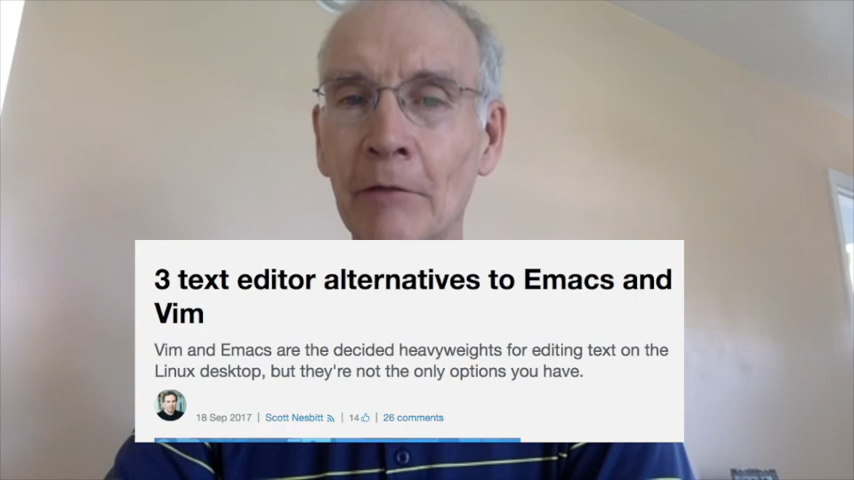 3 text editor alternatives to Emacs and
Vim
Vim and Emacs are the decided heavyweights for editing text on the
Linux desktop, but they're not the only options you have.
18 Sep 2017 | Scott Nesbitt | 14 | 26 comments